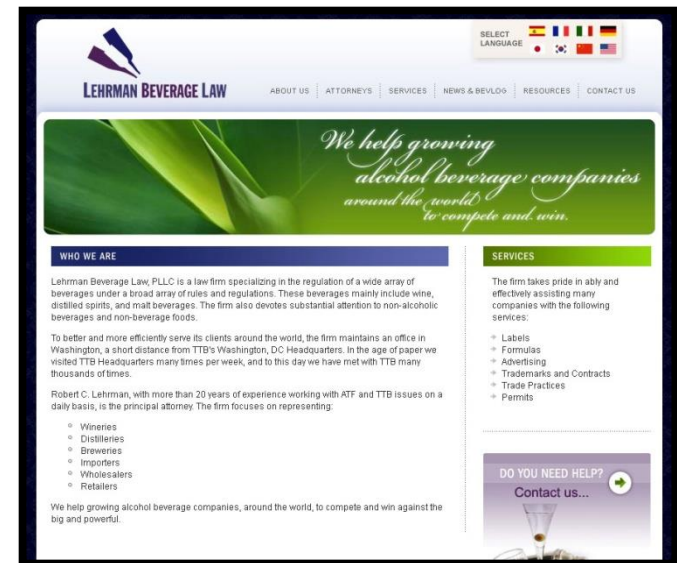 SELECT
LANGUAGE
LEHRMAN BEVERAGE LAW
ABOUT US
ATTORNEYS
SERVICES
NEWS & BEVLOG
RESOURCES
CONTACT US
We help growing
alcohol beverage companies
around the world
to compete and win.
WHO WE ARE
Lehrman Beverage Law, PLLC is a law firm specializing in the regulation of a wide array of
beverages under a broad array of rules and regulations. These beverages mainly include wine,
distilled spirits, and malt beverages. The firm also devotes substantial attention to non-alcoholic
beverages and non-beverage foods.
To better and more efficiently serve its clients around the world, the firm maintains an office in
Washington, a short distance from TTB's Washington, DC Headquarters. In the age of paper we
visited TTB Headquarters many times per week, and to this day we have met with TTB many
thousands of times.
Robert C. Lehrman, with more than 20 years of experience working with ATF and TTB issues on a
daily basis, is the principal attorney. The firm focuses on representing:
Wineries
Distilleries
Breweries
Importers
Wholesalers
Retailers
We help growing alcohol beverage companies, around the world, to compete and win against the
big and powerful.
SERVICES
The firm takes pride in ably and
effectively assisting many
companies with the following
services:
Labels
Formulas
Advertising
Trademarks and Contracts
Trade Practices
Permits
DO YOU NEED HELP?
Contact us...